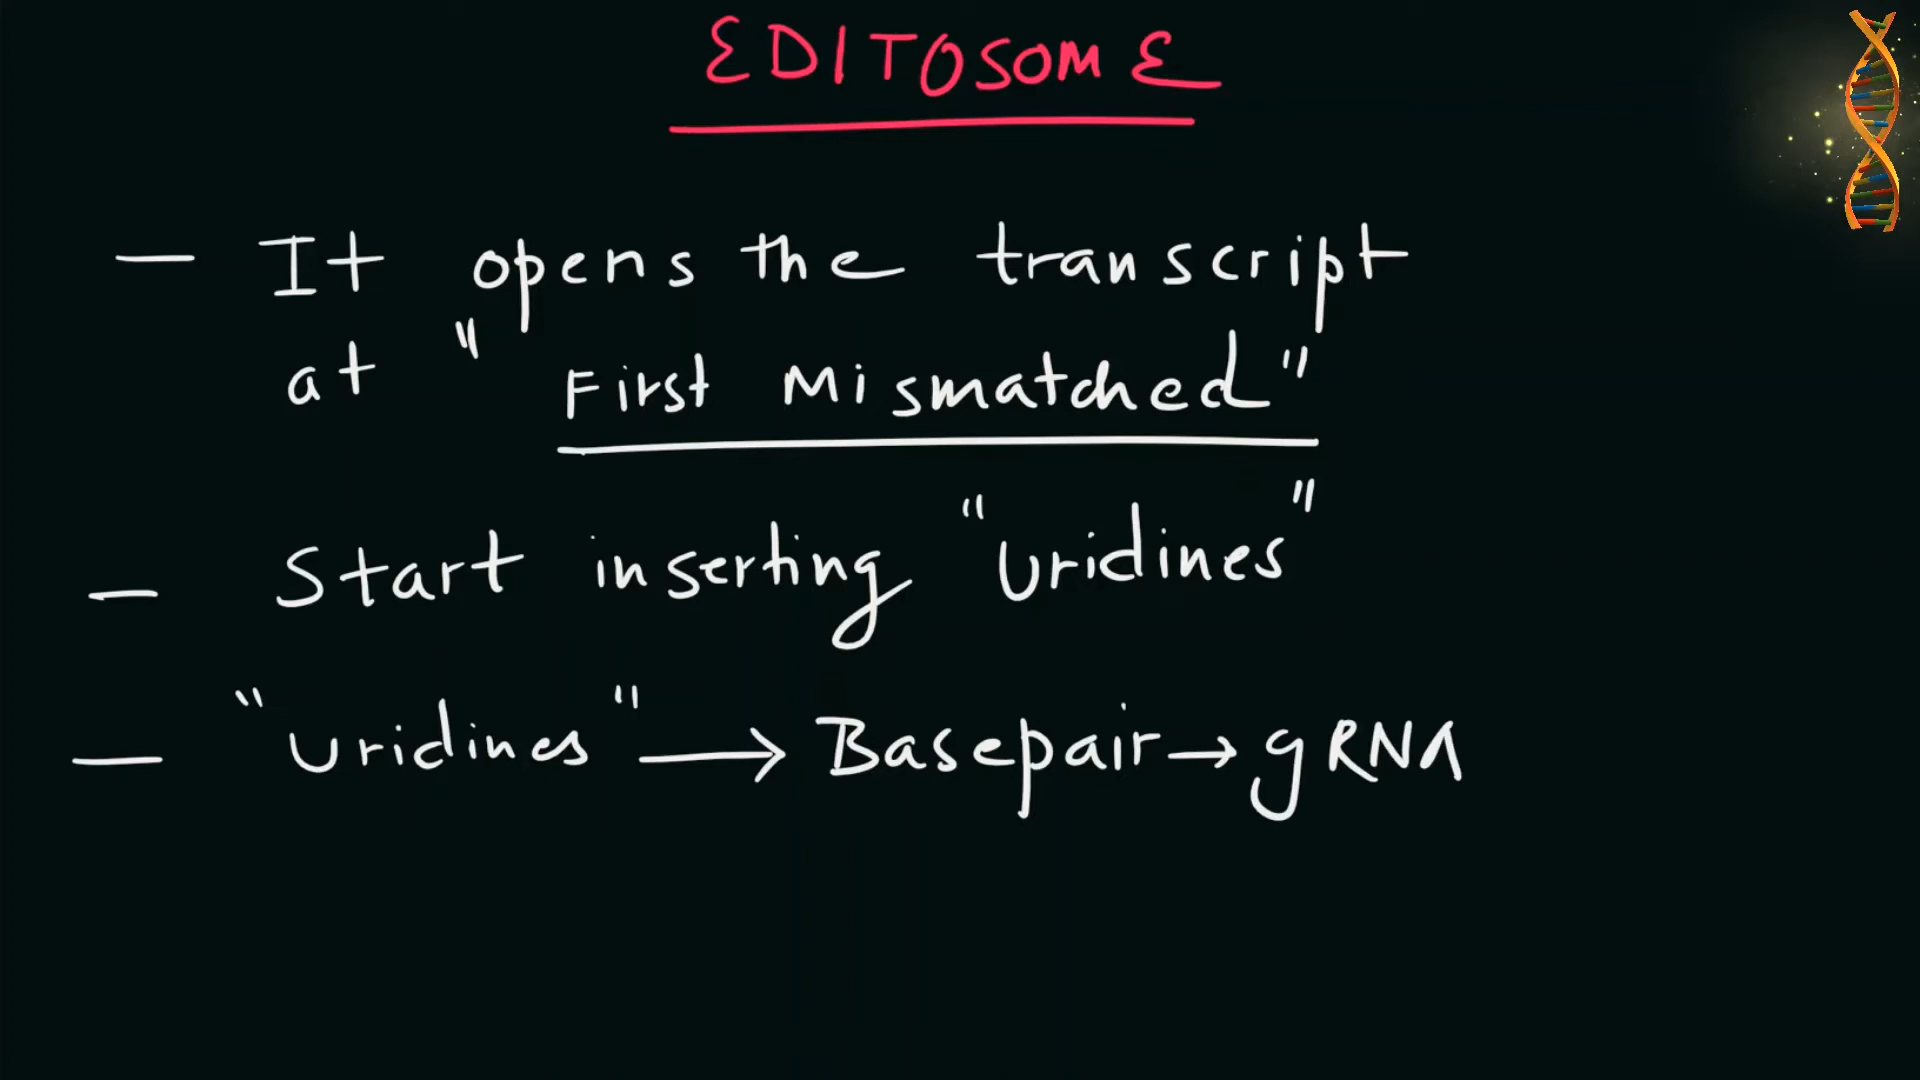 EDITOSOME
— It opens the transcript
at "First Mismatched"
— Start inserting "Uridines"
— "Uridines" → Basepair → gRNA